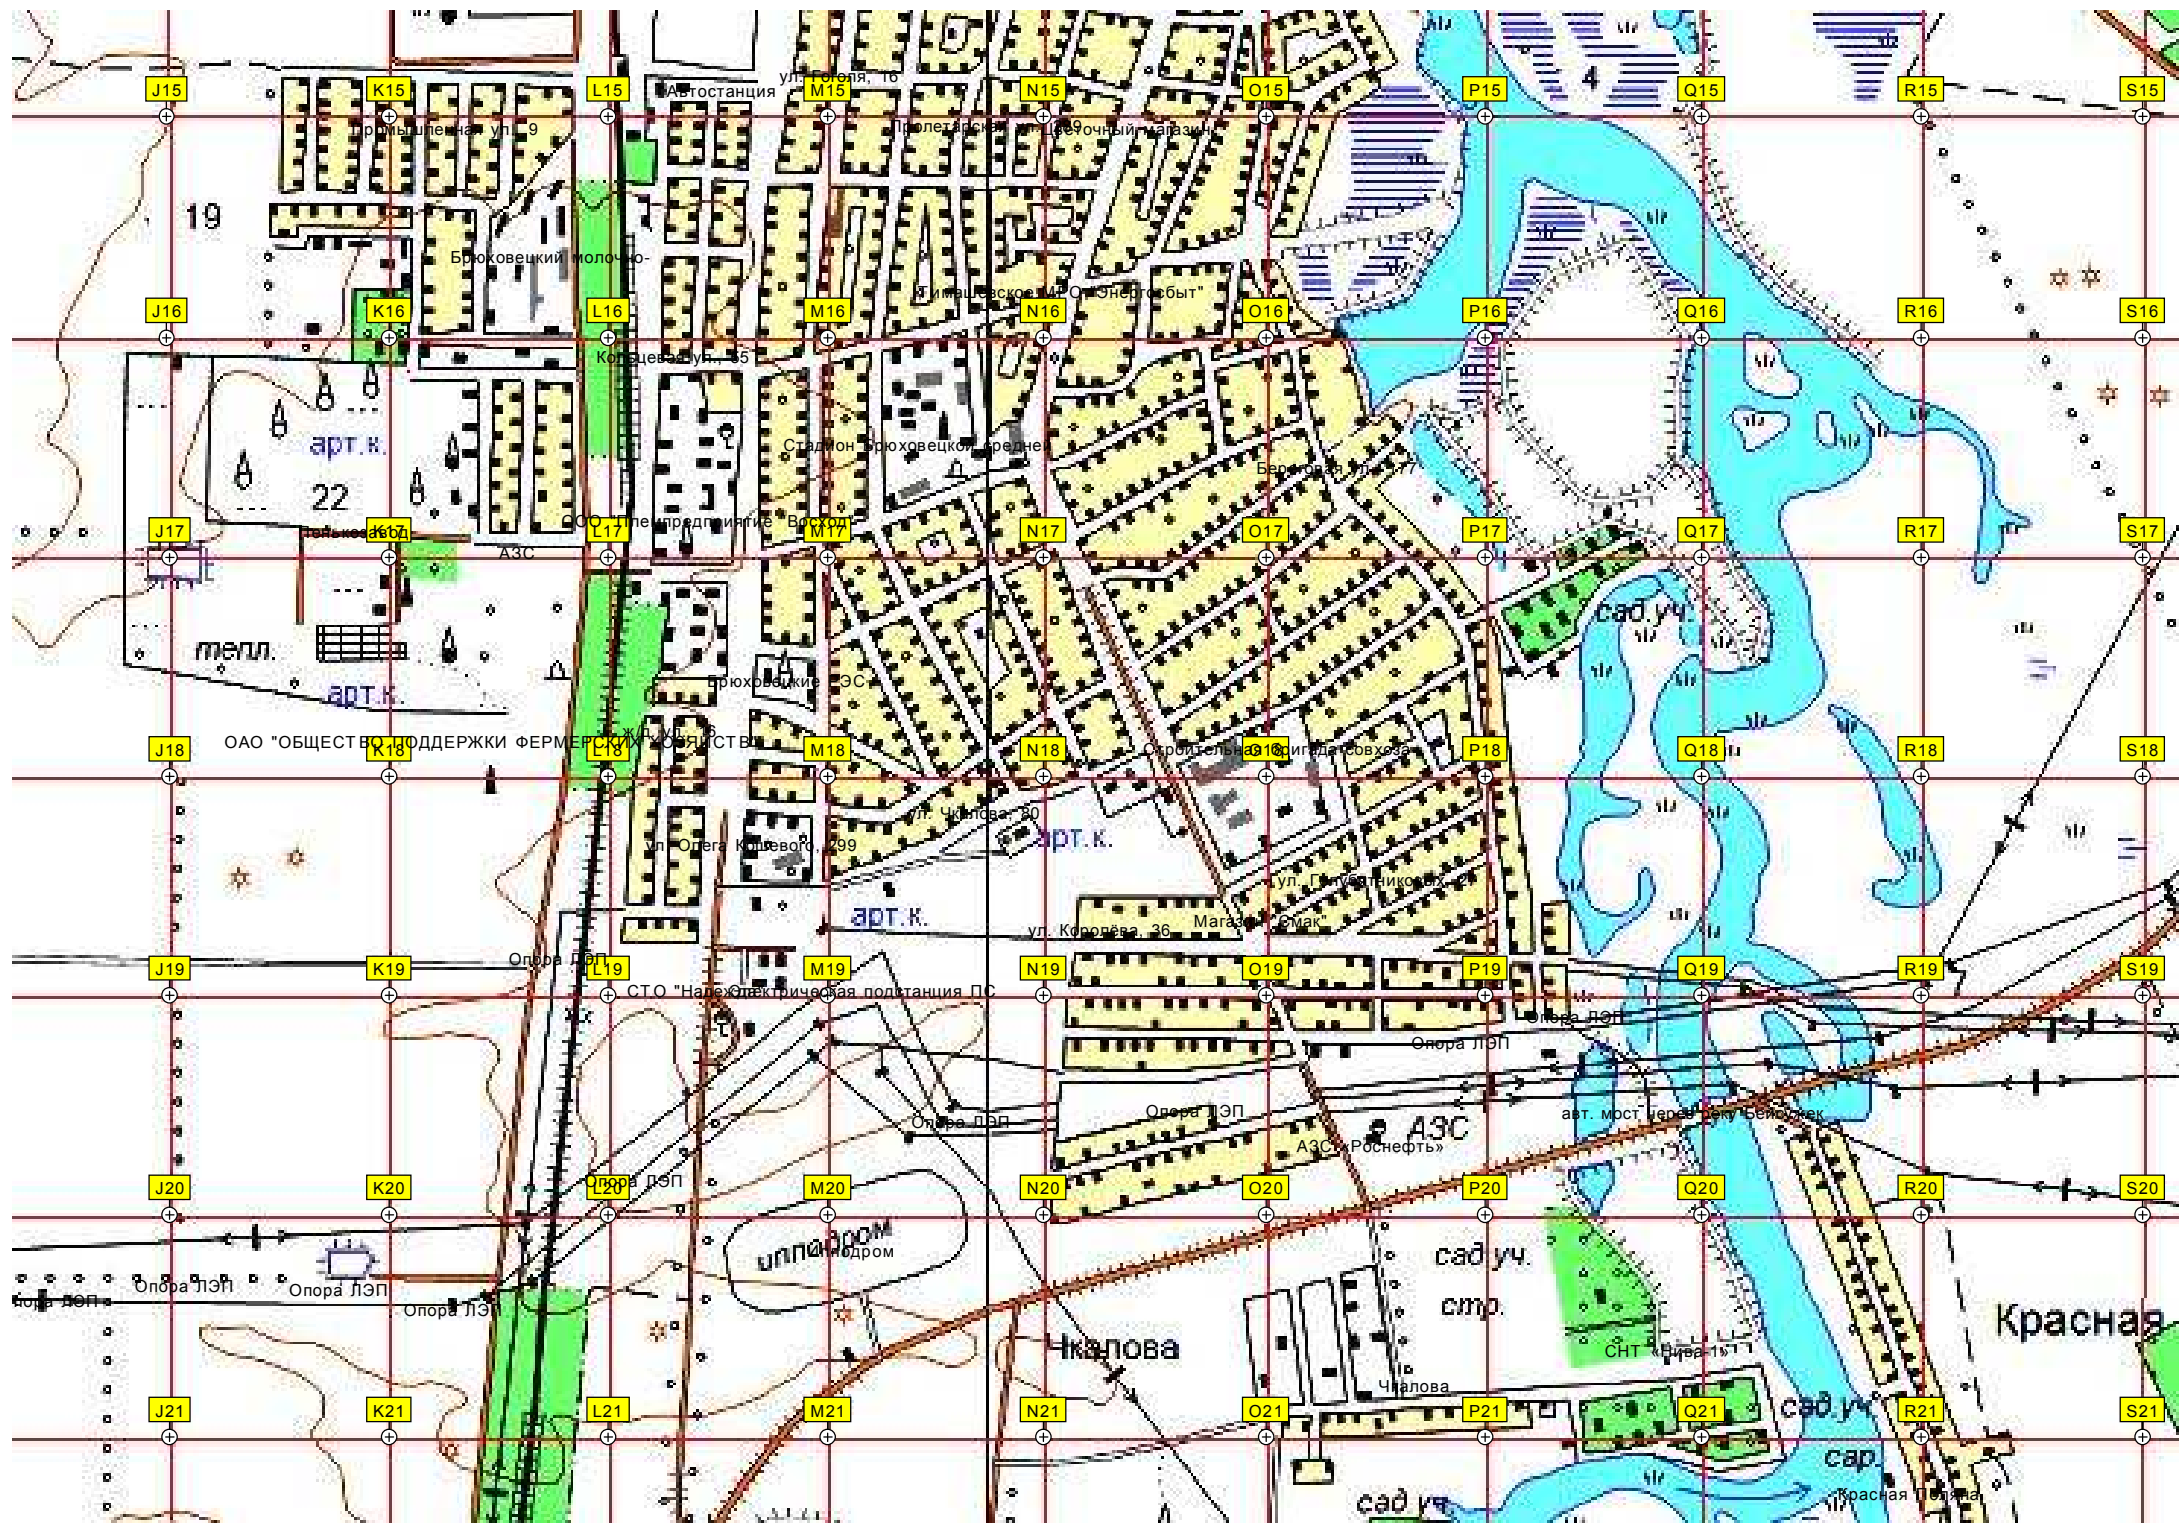 4
ул. Гоголя, 16
J15 K15 L15 Автостанция M15 N15 O15 P15 Q15 R15 S15
Промышленная ул., 9
Пролетарская
Цветочный магазин
19
Брюховецкий молочно-
Тимашевское "Энергосбыт"
J16 K16 L16 M16 N16 O16 P16 Q16 R16 S16
Кольцевая ул.,
арт.к.
Стадион Брюховецкой средней
Береговая ул.,
22
ООО "Племпредприятие "Восход"
J17 K17 L17 M17 N17 O17 P17 Q17 R17 S17
АЗС
сад.уч.
тепл.
Брюховецкие
арт.к.
ОАО "ОБЩЕСТВО ПОДДЕРЖКИ ФЕРМЕРСКИХ ХОЗЯЙСТВ"
J18 K18 L18 M18 N18 O18 P18 Q18 R18 S18
Строительная бригада совхоза
ул. Чкалова, 80
арт.к.
ул. Олега Кошевого, 299
ул. Голубятниковых,
арт.к.
Магазин "Смак"
ул. Королёва, 36
Опора ЛЭП
J19 K19 L19 M19 N19 O19 P19 Q19 R19 S19
СТО "Надежда"
Электрическая подстанция ПС
Опора ЛЭП
Опора ЛЭП
Опора ЛЭП
Опора ЛЭП
авт. мост через реку Бейсужек
АЗС
АЗС «Роснефть»
Опора ЛЭП
J20 K20 L20 M20 N20 O20 P20 Q20 R20 S20
ипподром
Ипподром
сад.уч.
Опора ЛЭП
Опора ЛЭП
Опора ЛЭП
Опора ЛЭП
стр.
Красная
Чкалова
СНТ «Нива-1»
Чкалова
J21 K21 L21 M21 N21 O21 P21 Q21 R21 S21
сад.уч.
сар
Красная Поляна
сад.уч.